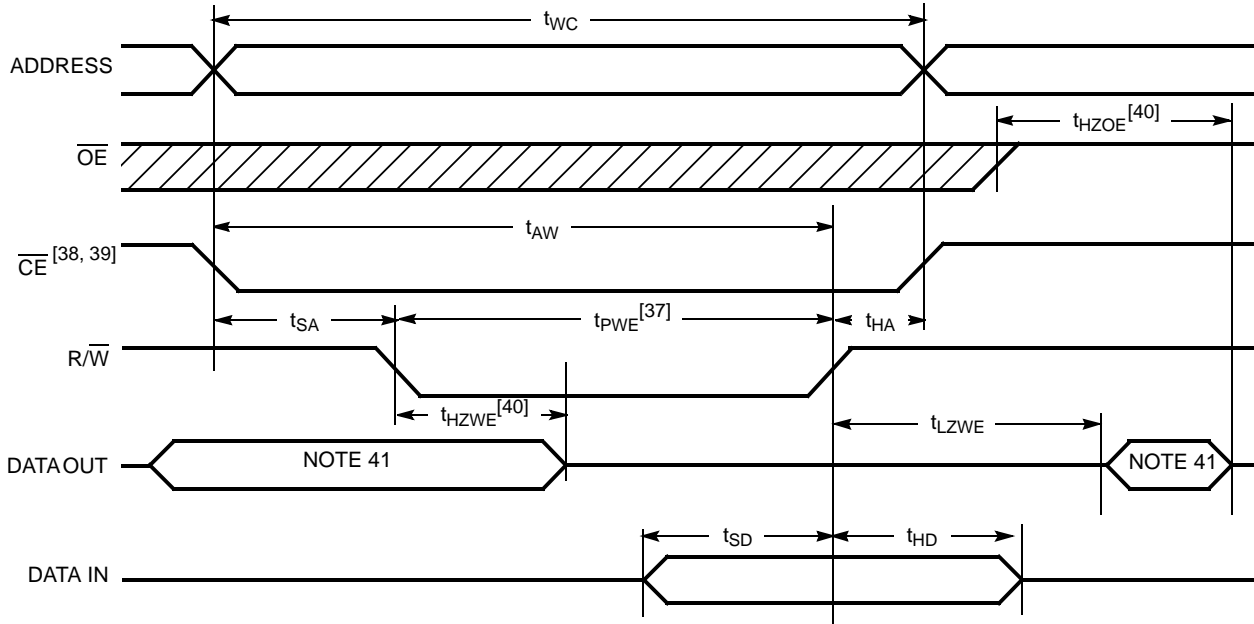 tWC
ADDRESS
tHZOE[40]
OE
tAW
CE [38, 39]
tSA
tPWE[37]
tHA
R/W
tHZWE[40]
tLZWE
DATA OUT
NOTE 41
NOTE 41
tSD
tHD
DATA IN